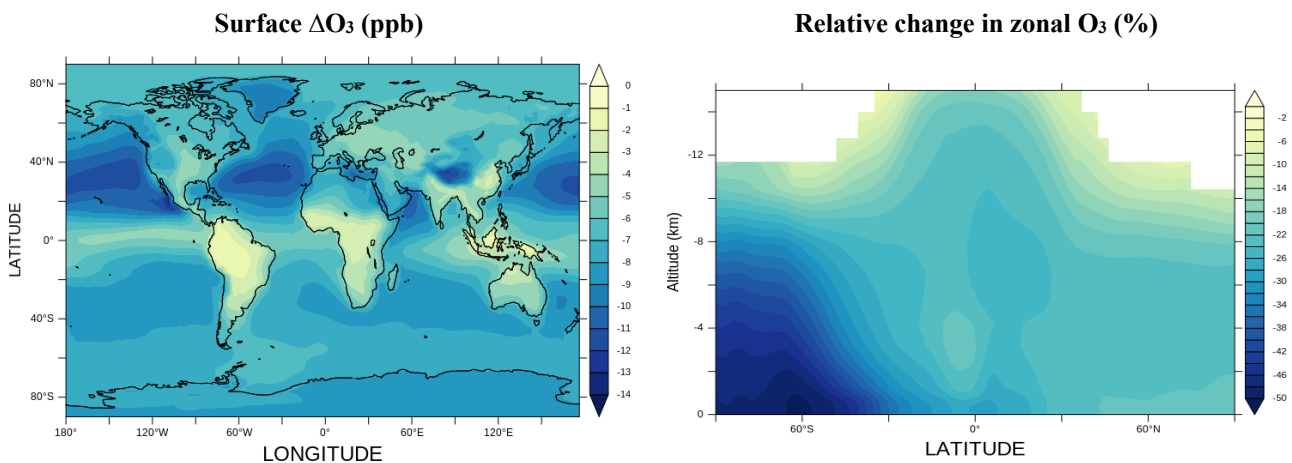 Surface ΔO₃ (ppb)
80°N
40°N
0°
40°S
80°S
LATITUDE
180°
120°W
60°W
0°
60°E
120°E
LONGITUDE
0
-1
-2
-3
-4
-5
-6
-7
-8
-9
-10
-11
-12
-13
-14
Relative change in zonal O₃ (%)
-12
-8
-4
0
Altitude (km)
60°S
0°
60°N
LATITUDE
-2
-6
-10
-14
-18
-22
-26
-30
-34
-38
-42
-46
-50